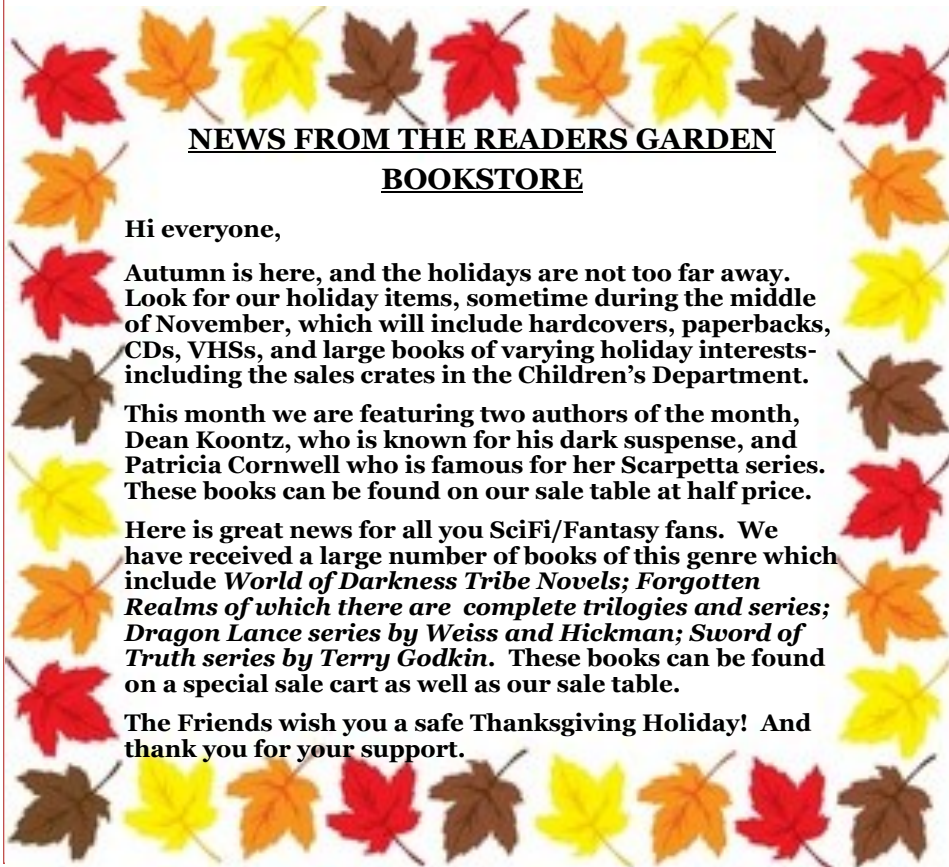 NEWS FROM THE READERS GARDEN
BOOKSTORE
Hi everyone,
Autumn is here, and the holidays are not too far away.
Look for our holiday items, sometime during the middle
of November, which will include hardcovers, paperbacks,
CDs, VHSs, and large books of varying holiday interests-
including the sales crates in the Children’s Department.
This month we are featuring two authors of the month,
Dean Koontz, who is known for his dark suspense, and
Patricia Cornwell who is famous for her Scarpetta series.
These books can be found on our sale table at half price.
Here is great news for all you SciFi/Fantasy fans.  We
have received a large number of books of this genre which
include World of Darkness Tribe Novels; Forgotten
Realms of which there are  complete trilogies and series;
Dragon Lance series by Weiss and Hickman; Sword of
Truth series by Terry Godkin.  These books can be found
on a special sale cart as well as our sale table.
The Friends wish you a safe Thanksgiving Holiday!  And
thank you for your support.